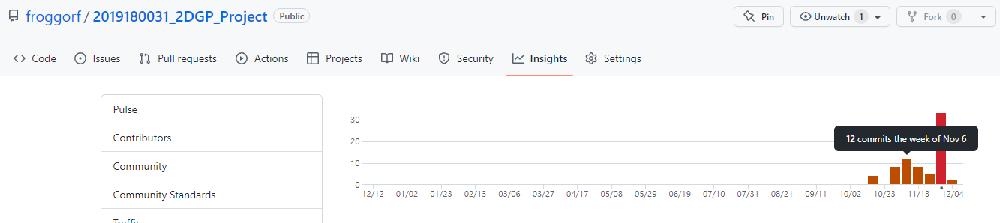 froggorf / 2019180031_2DGP_Project Public Pin Unwatch 1 Fork 0
Code Issues Pull requests Actions Projects Wiki Security Insights Settings
Pulse
Contributors
Community
Community Standards
Traffic
30
20
10
0
12 commits the week of Nov 6
12/12 01/02 01/23 02/13 03/06 03/27 04/17 05/08 05/29 06/19 07/10 07/31 08/21 09/11 10/02 10/23 11/13 12/04